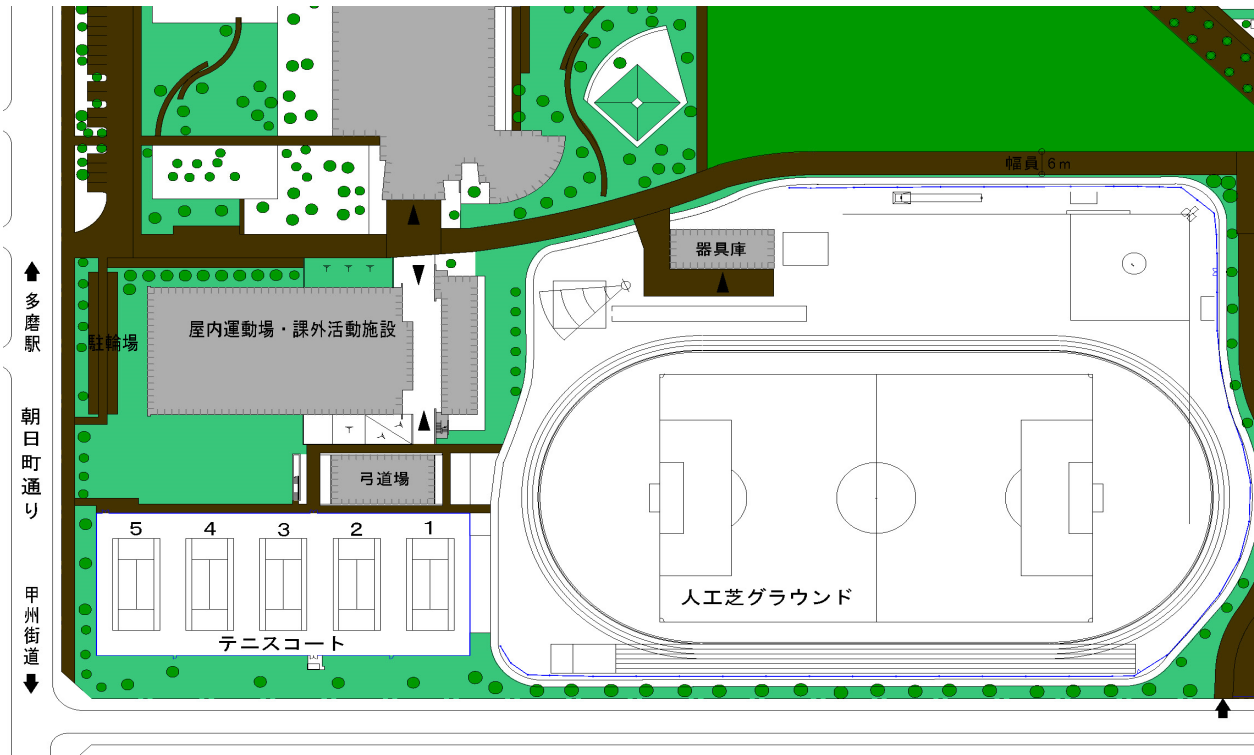 幅員 6m
器具庫
多磨駅
屋内運動場・課外活動施設
駐輪場
朝日町通り
弓道場
5 4 3 2 1
人工芝グラウンド
テニスコート
甲州街道